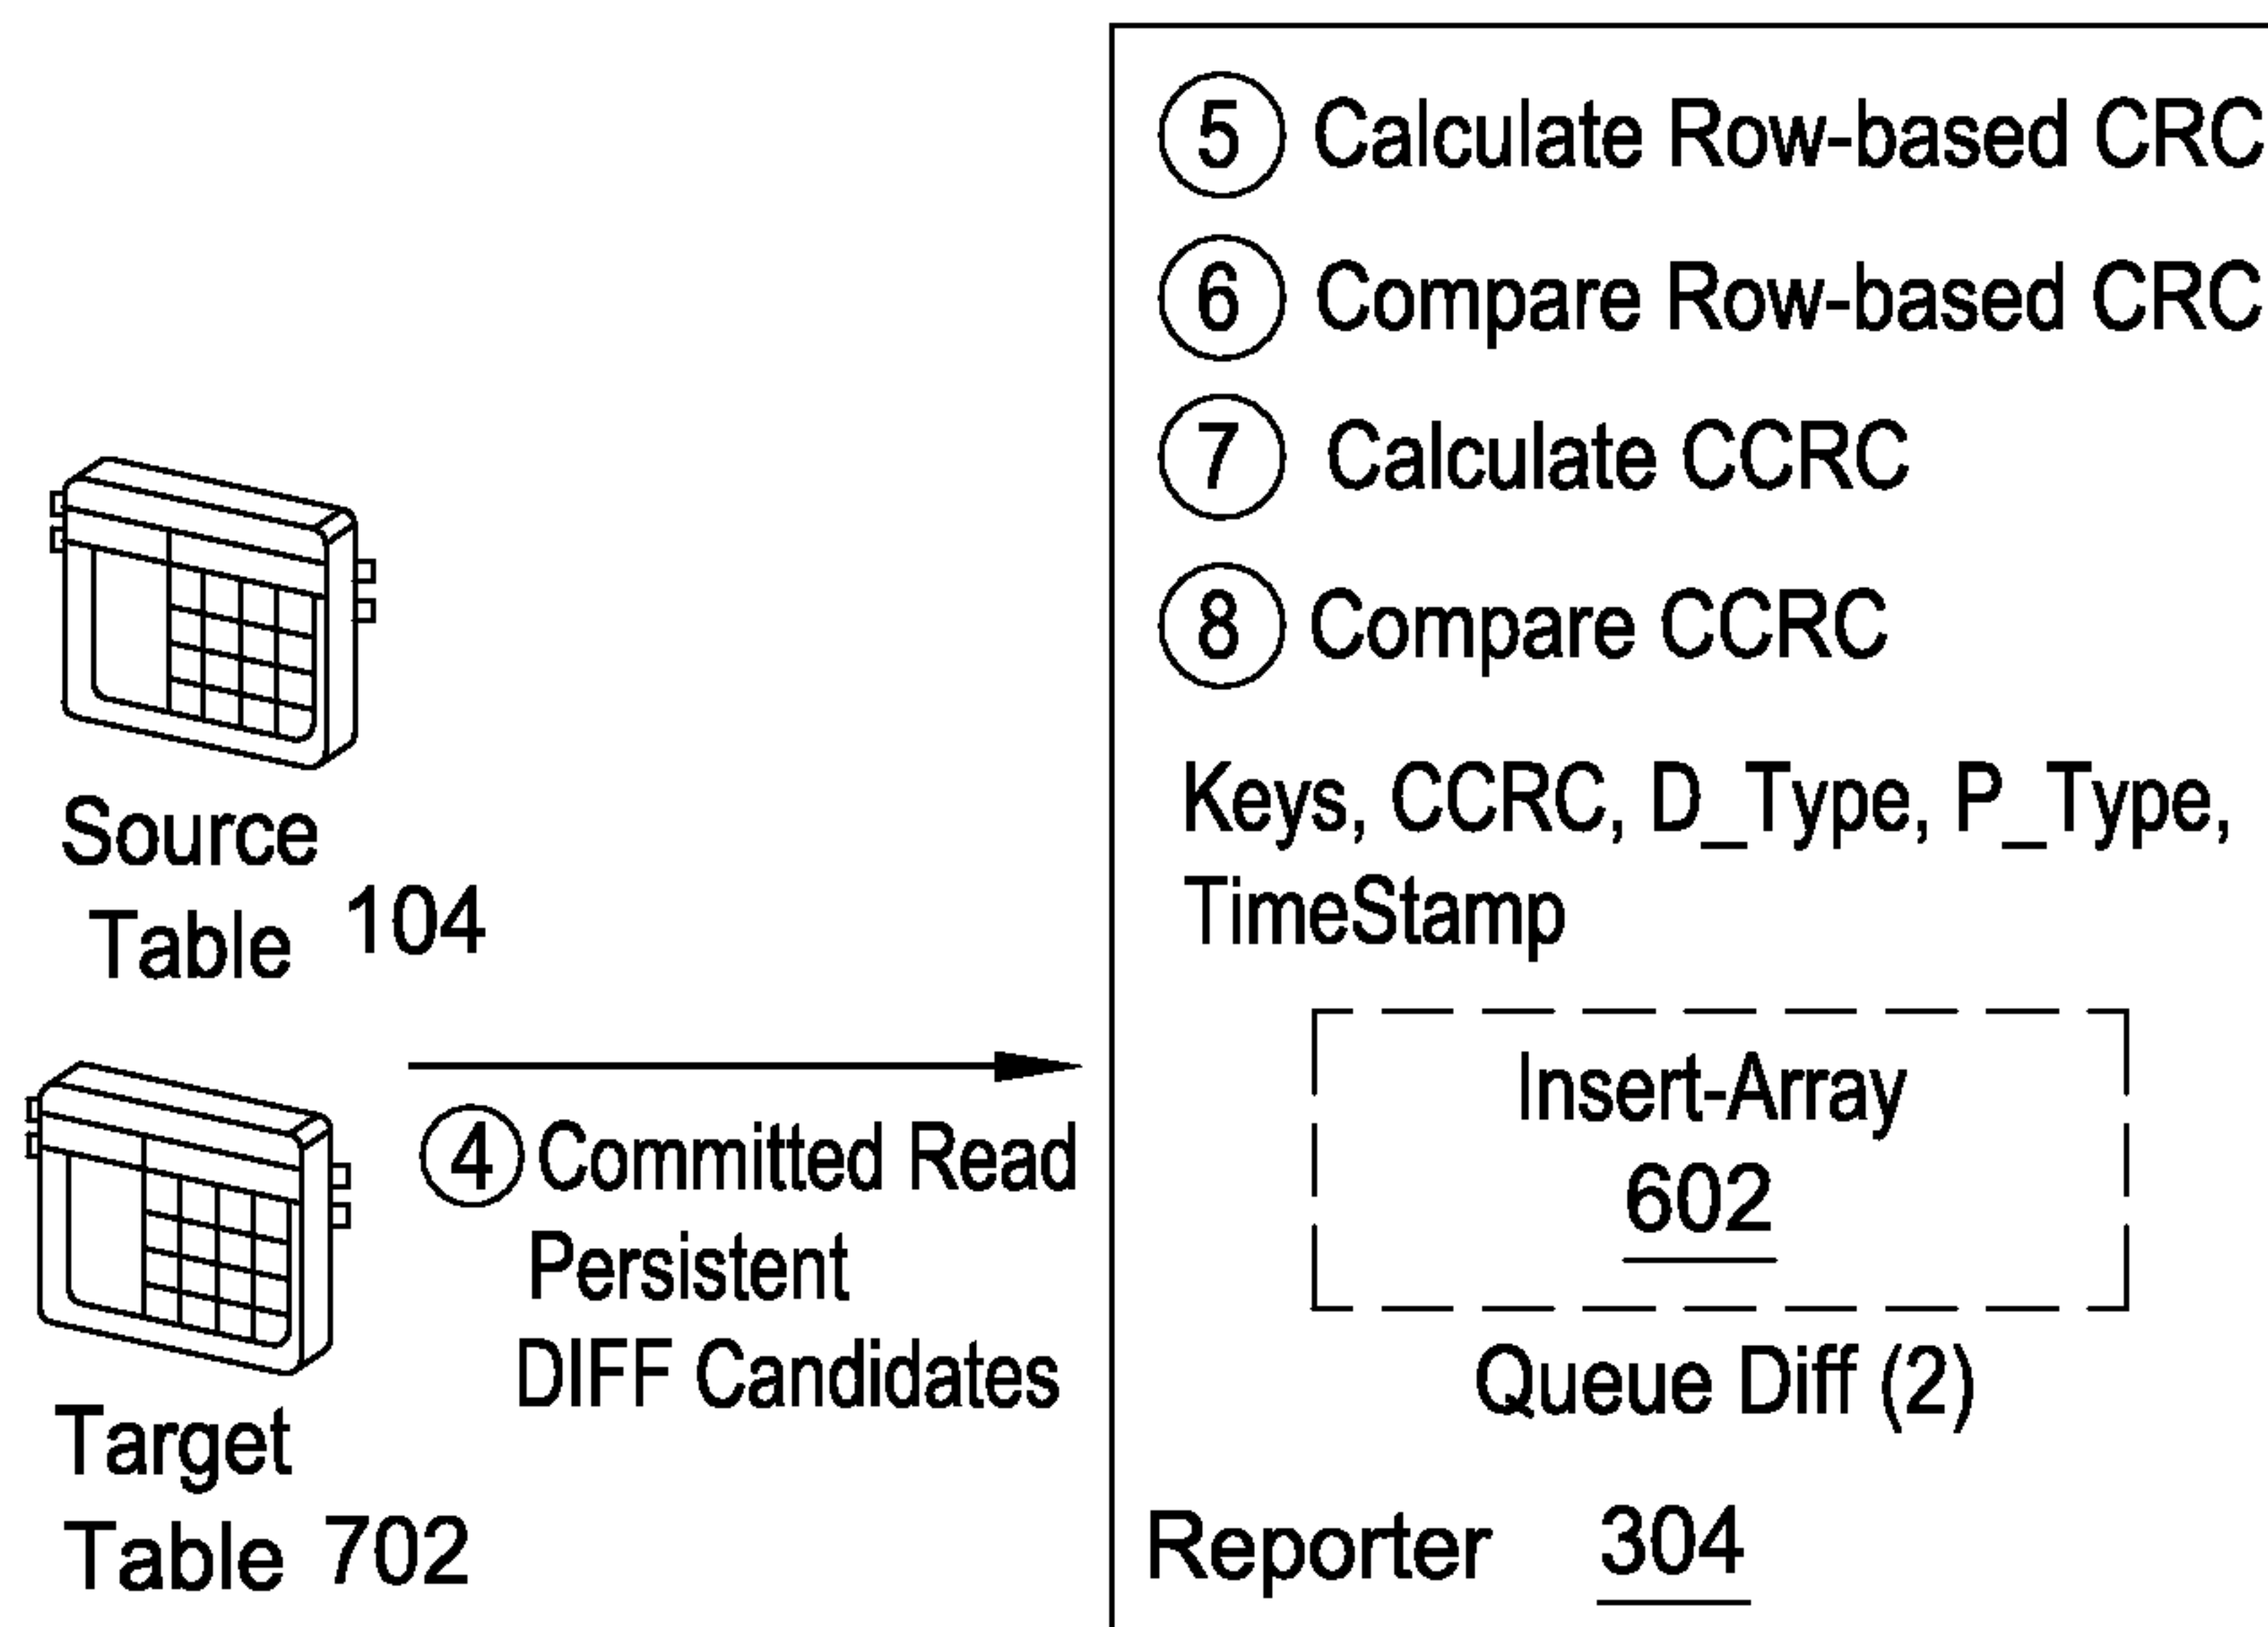 5 Calculate Row-based CRC
6 Compare Row-based CRC
7 Calculate CCRC
8 Compare CCRC
Keys, CCRC, D_Type, P_Type,
TimeStamp
Source
Table 104
4 Committed Read
Persistent
DIFF Candidates
Target
Table 702
Insert-Array
602
Queue Diff (2)
Reporter 304